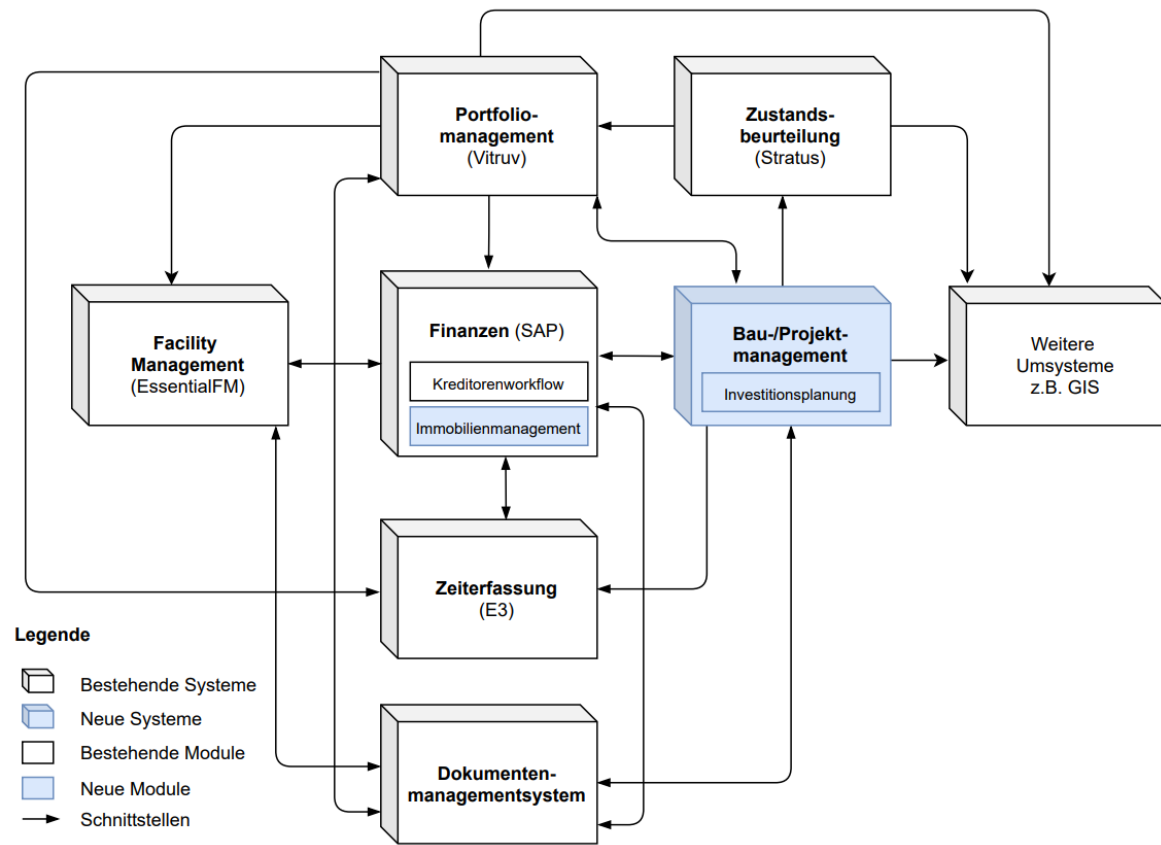 Portfolio-
management
(Vitruv)
Zustands-
beurteilung
(Stratus)
Facility
Management
(EssentialFM)
Finanzen (SAP)
Kreditorenworkflow
Immobilienmanagement
Bau-/Projekt-
management
Investitionsplanung
Weitere
Umsysteme
z.B. GIS
Zeiterfassung
(E3)
Dokumenten-
managementsystem
Legende
Bestehende Systeme
Neue Systeme
Bestehende Module
Neue Module
Schnittstellen